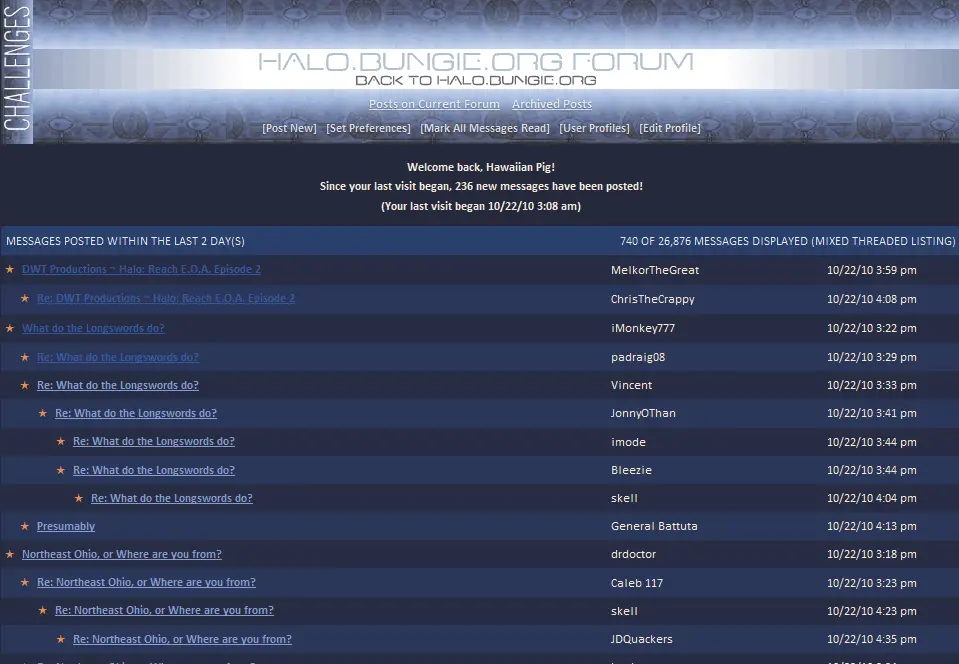 CHALLENGES
HALO.BUNGIE.ORG FORUM
BACK TO HALO.BUNGIE.ORG
Posts on Current Forum Archived Posts
[Post New] [Set Preferences] [Mark All Messages Read] [User Profiles] [Edit Profile]
Welcome back, Hawaiian Pig!
Since your last visit began, 236 new messages have been posted!
(Your last visit began 10/22/10 3:08 am)
MESSAGES POSTED WITHIN THE LAST 2 DAY(S) 740 OF 26,876 MESSAGES DISPLAYED (MIXED THREADED LISTING)
DWT Productions ~ Halo: Reach E.O.A. Episode 2 MelkorTheGreat 10/22/10 3:59 pm
Re: DWT Productions ~ Halo: Reach E.O.A. Episode 2 ChrisTheCrappy 10/22/10 4:08 pm
What do the Longswords do? iMonkey777 10/22/10 3:22 pm
Re: What do the Longswords do? padraig08 10/22/10 3:29 pm
Re: What do the Longswords do? Vincent 10/22/10 3:33 pm
Re: What do the Longswords do? JonnyOThan 10/22/10 3:41 pm
Re: What do the Longswords do? imode 10/22/10 3:44 pm
Re: What do the Longswords do? Bleezie 10/22/10 3:44 pm
Re: What do the Longswords do? skell 10/22/10 4:04 pm
Presumably General Battuta 10/22/10 4:13 pm
Northeast Ohio, or Where are you from? drdoctor 10/22/10 3:18 pm
Re: Northeast Ohio, or Where are you from? Caleb 117 10/22/10 3:23 pm
Re: Northeast Ohio, or Where are you from? skell 10/22/10 4:23 pm
Re: Northeast Ohio, or Where are you from? JDQuackers 10/22/10 4:35 pm